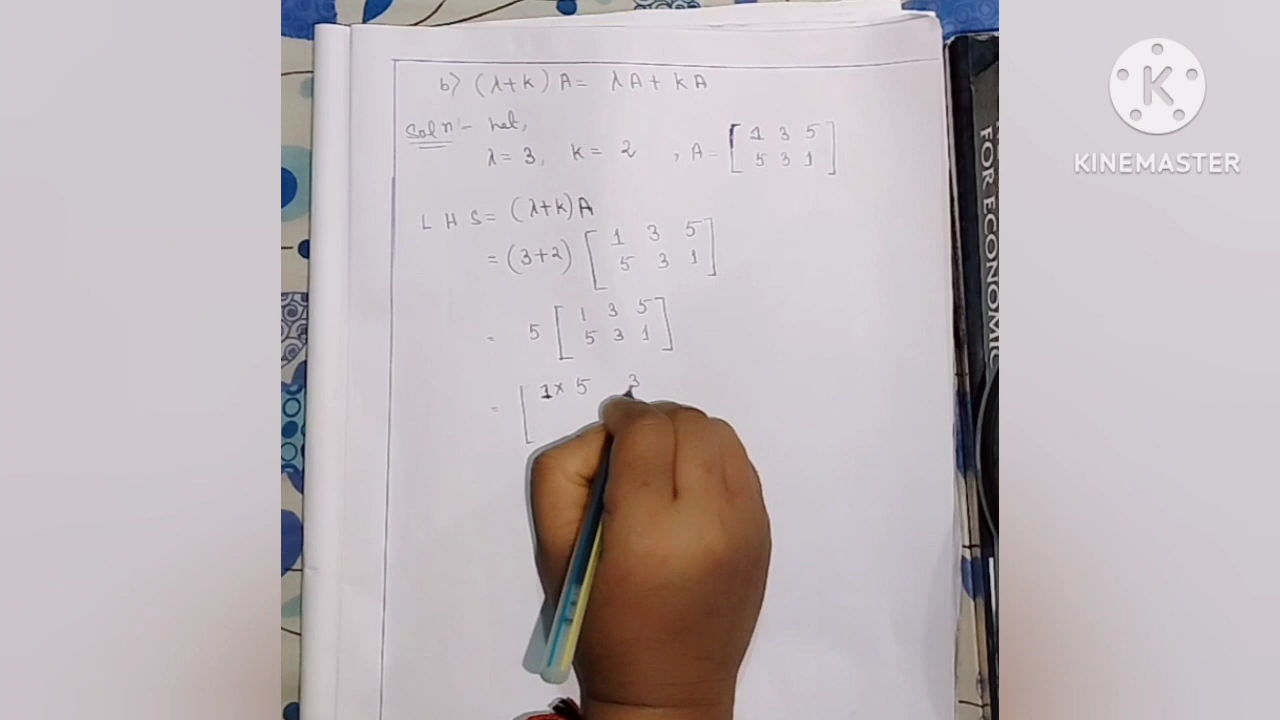 b) (λ+k) A = λA + kA
Solⁿ:- Let,
λ = 3, k = 2 , A = [1 3 5
5 3 1]
L H S = (λ+k)A
= (3+2) [1 3 5
5 3 1]
= 5 [1 3 5
5 3 1]
= [1×5 3
K
KINEMASTER
FOR ECONOMIC